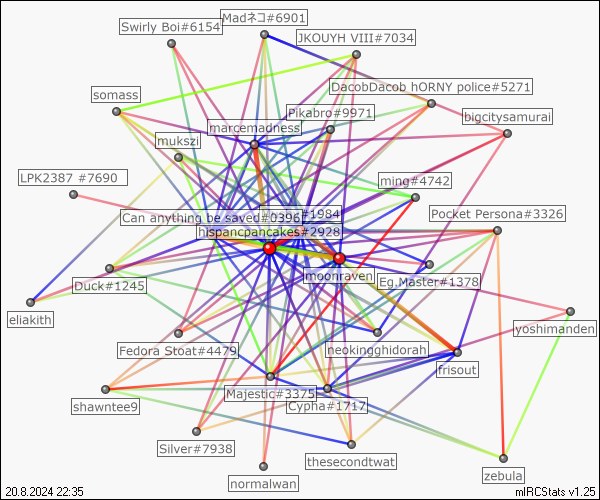 Madネコ#6901
Swirly Boi#6154
JKOUYH VIII#7034
DacobDacob hORNY police#5271
somass
Pikabro#9971
bigcitysamurai
marcemadness
mukszi
LPK2387 #7690
ming#4742
#1984
Can anything be saved#0396
Pocket Persona#3326
hispancpancakes#2928
moonraven
Eg.Master#1378
Duck#1245
eliakith
yoshimanden
Fedora Stoat#4479
neokingghidorah
frisout
Majestic#3375
Cypha#1717
shawntee9
Silver#7938
thesecondtwat
zebula
normalwan
20.8.2024 22:35
mIRCStats v1.25